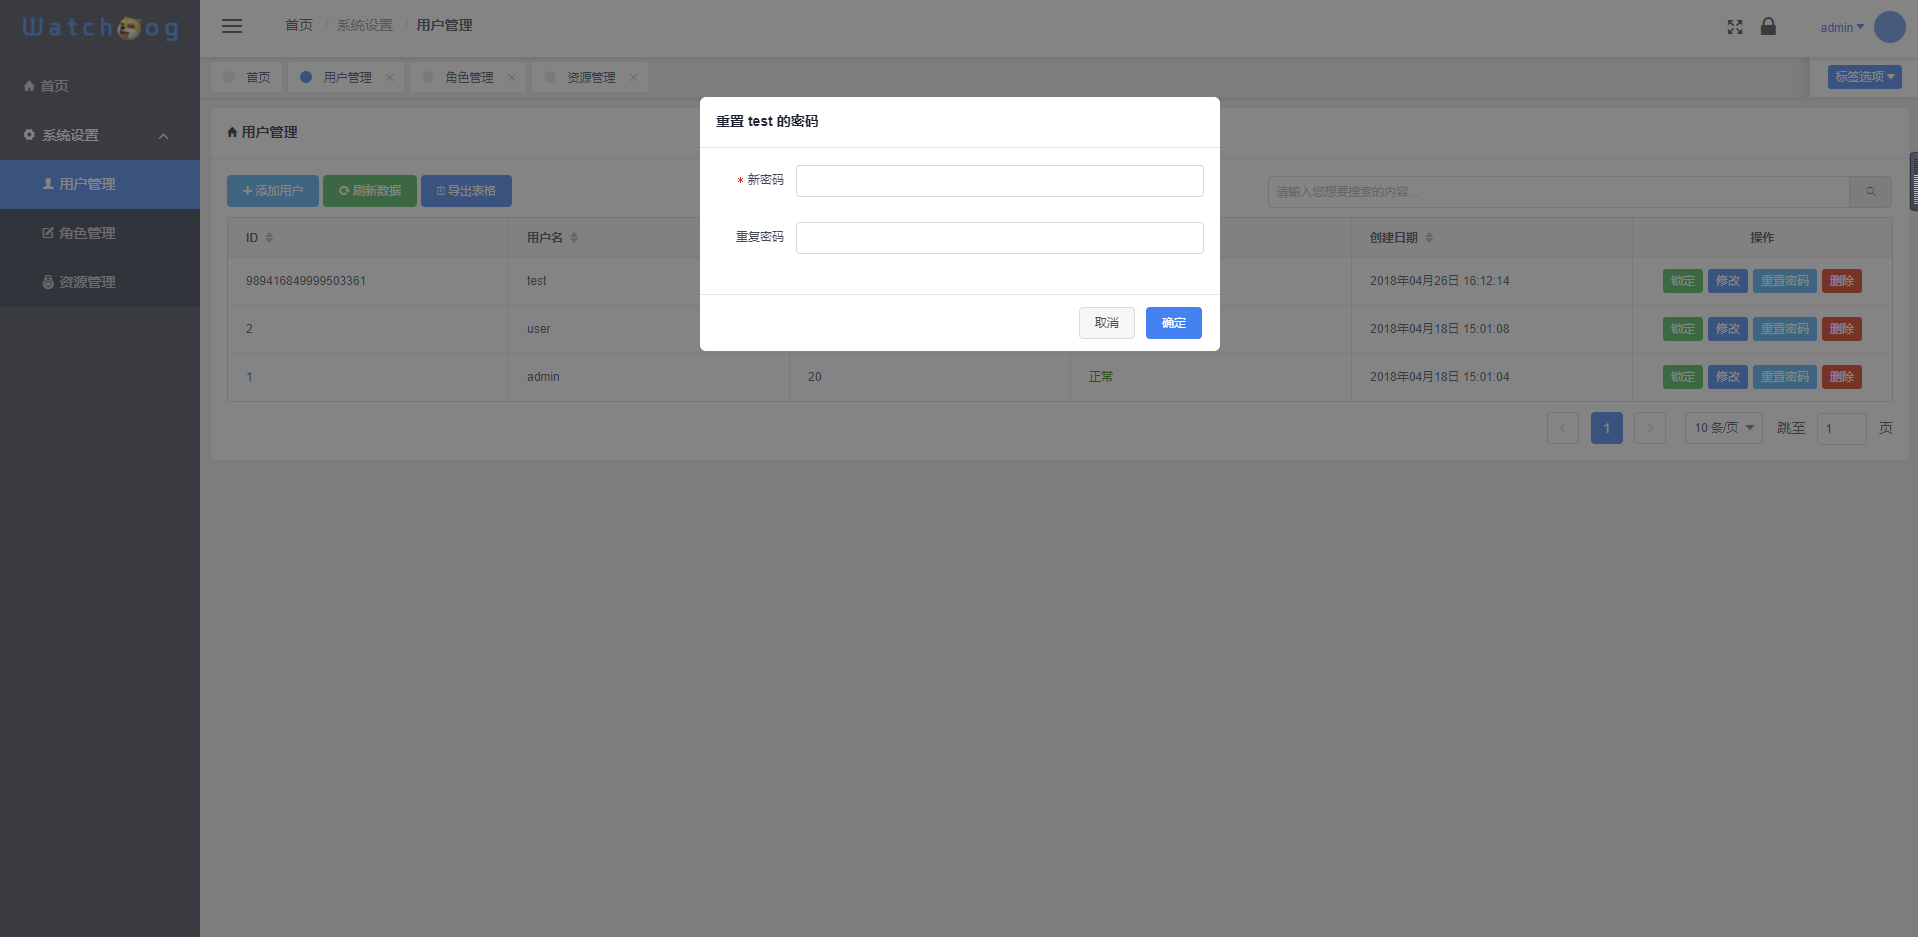 Watch og
首页 / 系统设置 / 用户管理
admin
首页
用户管理
角色管理
资源管理
标签选项
首页
系统设置
用户管理
角色管理
资源管理
用户管理
添加用户
刷新数据
导出表格
请输入您想要搜索的内容...
重置 test 的密码
* 新密码
重复密码
取消
确定
ID 用户名 创建日期 操作
989416849999503361 test 2018年04月26日 16:12:14 锁定 修改 重置密码 删除
2 user 2018年04月18日 15:01:08 锁定 修改 重置密码 删除
1 admin 20 正常 2018年04月18日 15:01:04 锁定 修改 重置密码 删除
1 10 条/页 跳至 1 页